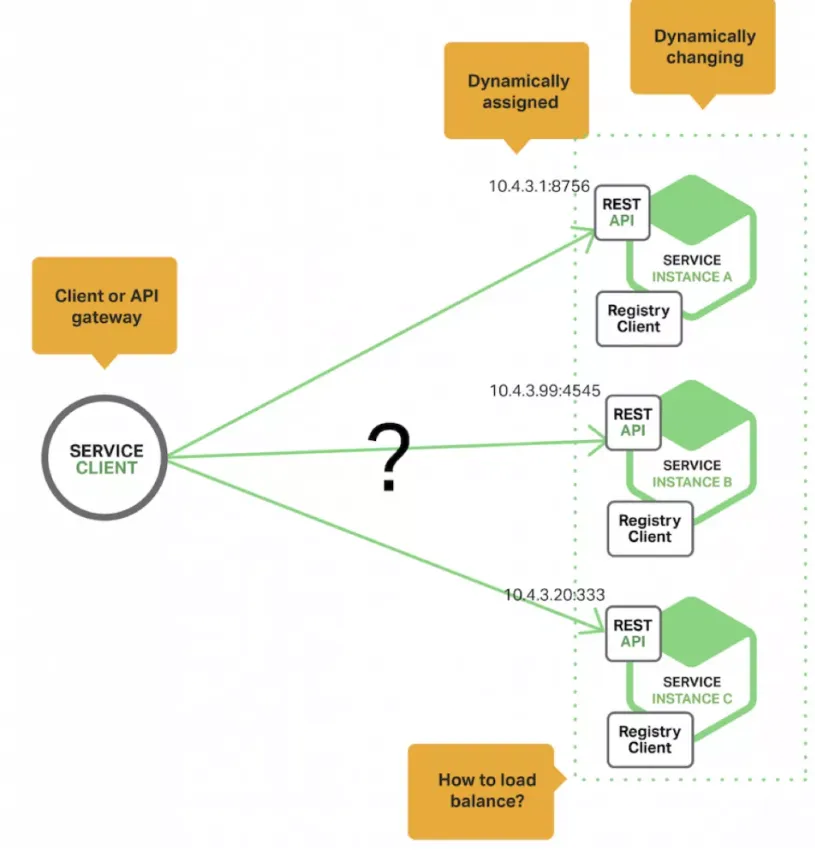 Dynamically
changing
Dynamically
assigned
10.4.3.1:8756
REST
API
SERVICE
INSTANCE A
Registry
Client
Client or API
gateway
10.4.3.99:4545
REST
API
SERVICE
CLIENT
?
SERVICE
INSTANCE B
Registry
Client
10.4.3.20:333
REST
API
SERVICE
INSTANCE C
Registry
Client
How to load
balance?